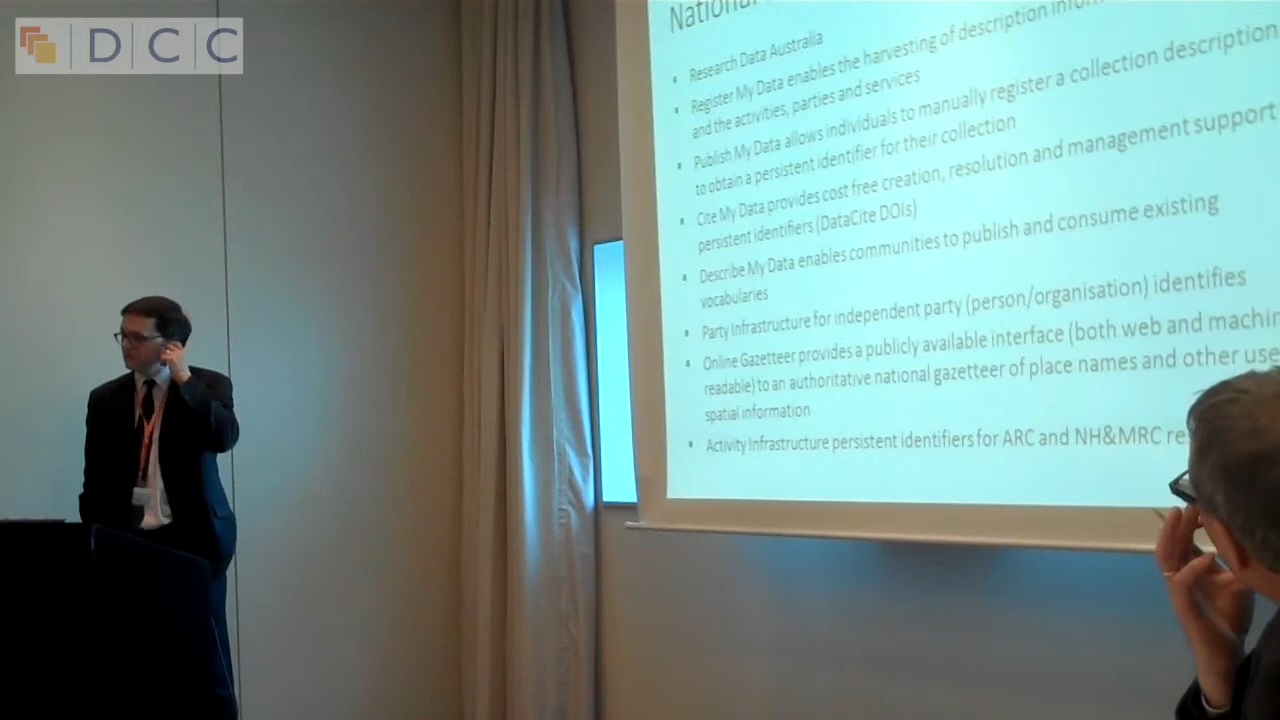 DCC
National
Research Data Australia
Register My Data enables the harvesting of description
and the activities, parties and services
Publish My Data allows individuals to manually register a collection description
to obtain a persistent identifier for their collection
Cite My Data provides cost free creation, resolution and management support
persistent identifiers (DataCite DOIs)
Describe My Data enables communities to publish and consume existing
vocabularies
Party Infrastructure for independent party (person/organisation) identifies
Online Gazetteer provides a publicly available interface (both web and machin
readable) to an authoritative national gazetteer of place names and other use
spatial information
Activity Infrastructure persistent identifiers for ARC and NH&MRC re